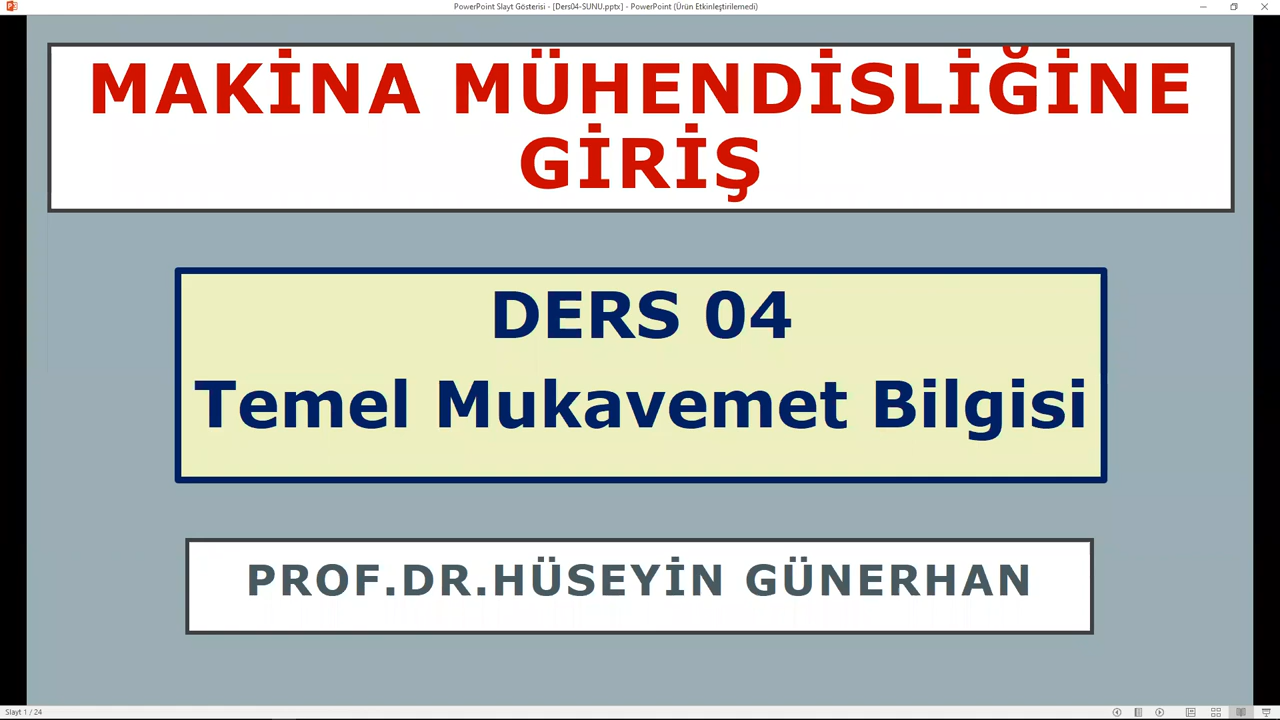 PowerPoint Slayt Gösterisi - [Ders04-SUNU.pptx] - PowerPoint (Ürün Etkinleştirilemedi)
MAKİNA MÜHENDİSLİĞİNE
GİRİŞ
DERS 04
Temel Mukavemet Bilgisi
PROF.DR.HÜSEYİN GÜNERHAN
Slayt 1 / 24